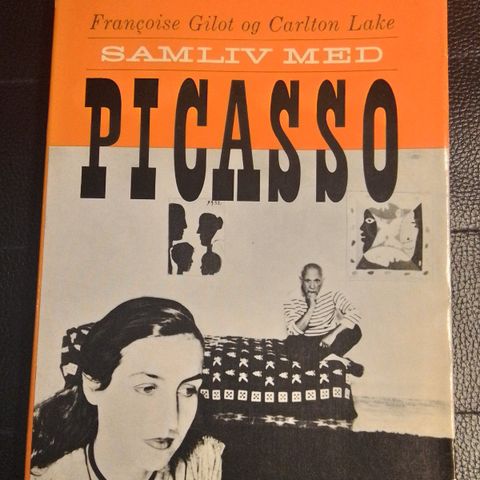 Françoise Gilot og Carlton Lake
SAMLIV MED
PICASSO